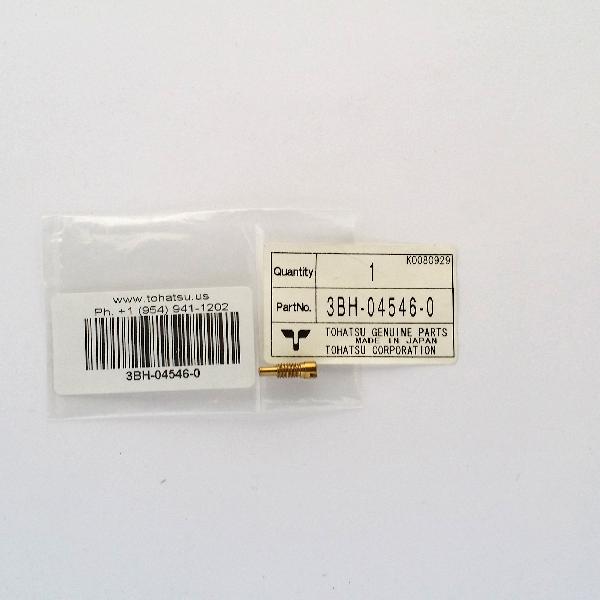 K0080929
Quantity 1
PartNo. 3BH-04546-0
TOHATSU GENUINE PARTS
MADE IN JAPAN
TOHATSU CORPORATION
www.tohatsu.us
Ph. +1 (954) 941-1202
3BH-04546-0